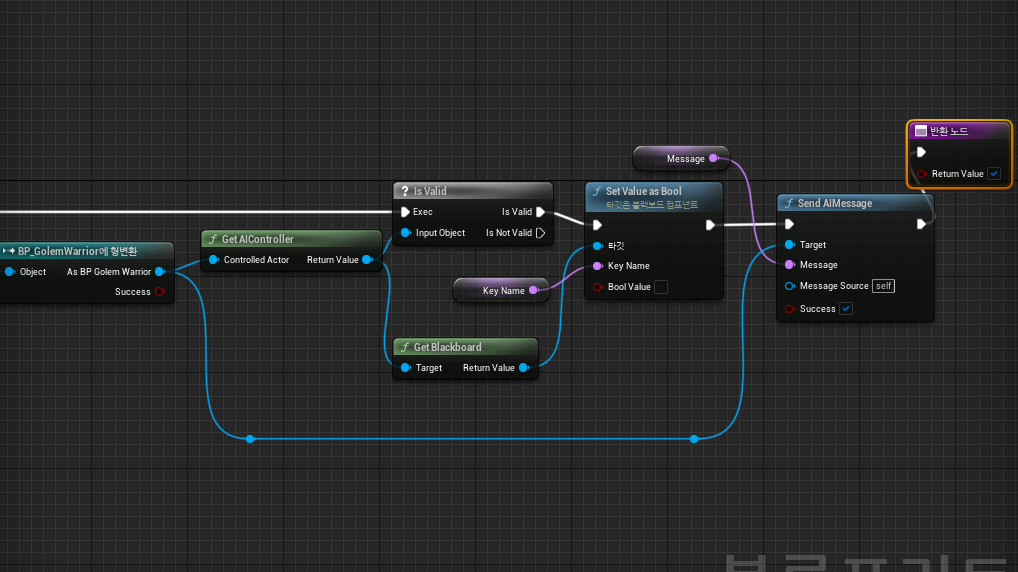 반환 노드
Return Value
Message
? Is Valid
Exec
Is Valid
Input Object
Is Not Valid
f Set Value as Bool
타깃은 블랙보드 컴포넌트
타깃
Key Name
Bool Value
f Send AIMessage
Target
Message
Message Source self
Success
f Get AIController
Controlled Actor
Return Value
BP_GolemWarrior에 형변환
Object
As BP Golem Warrior
Success
Key Name
f Get Blackboard
Target
Return Value